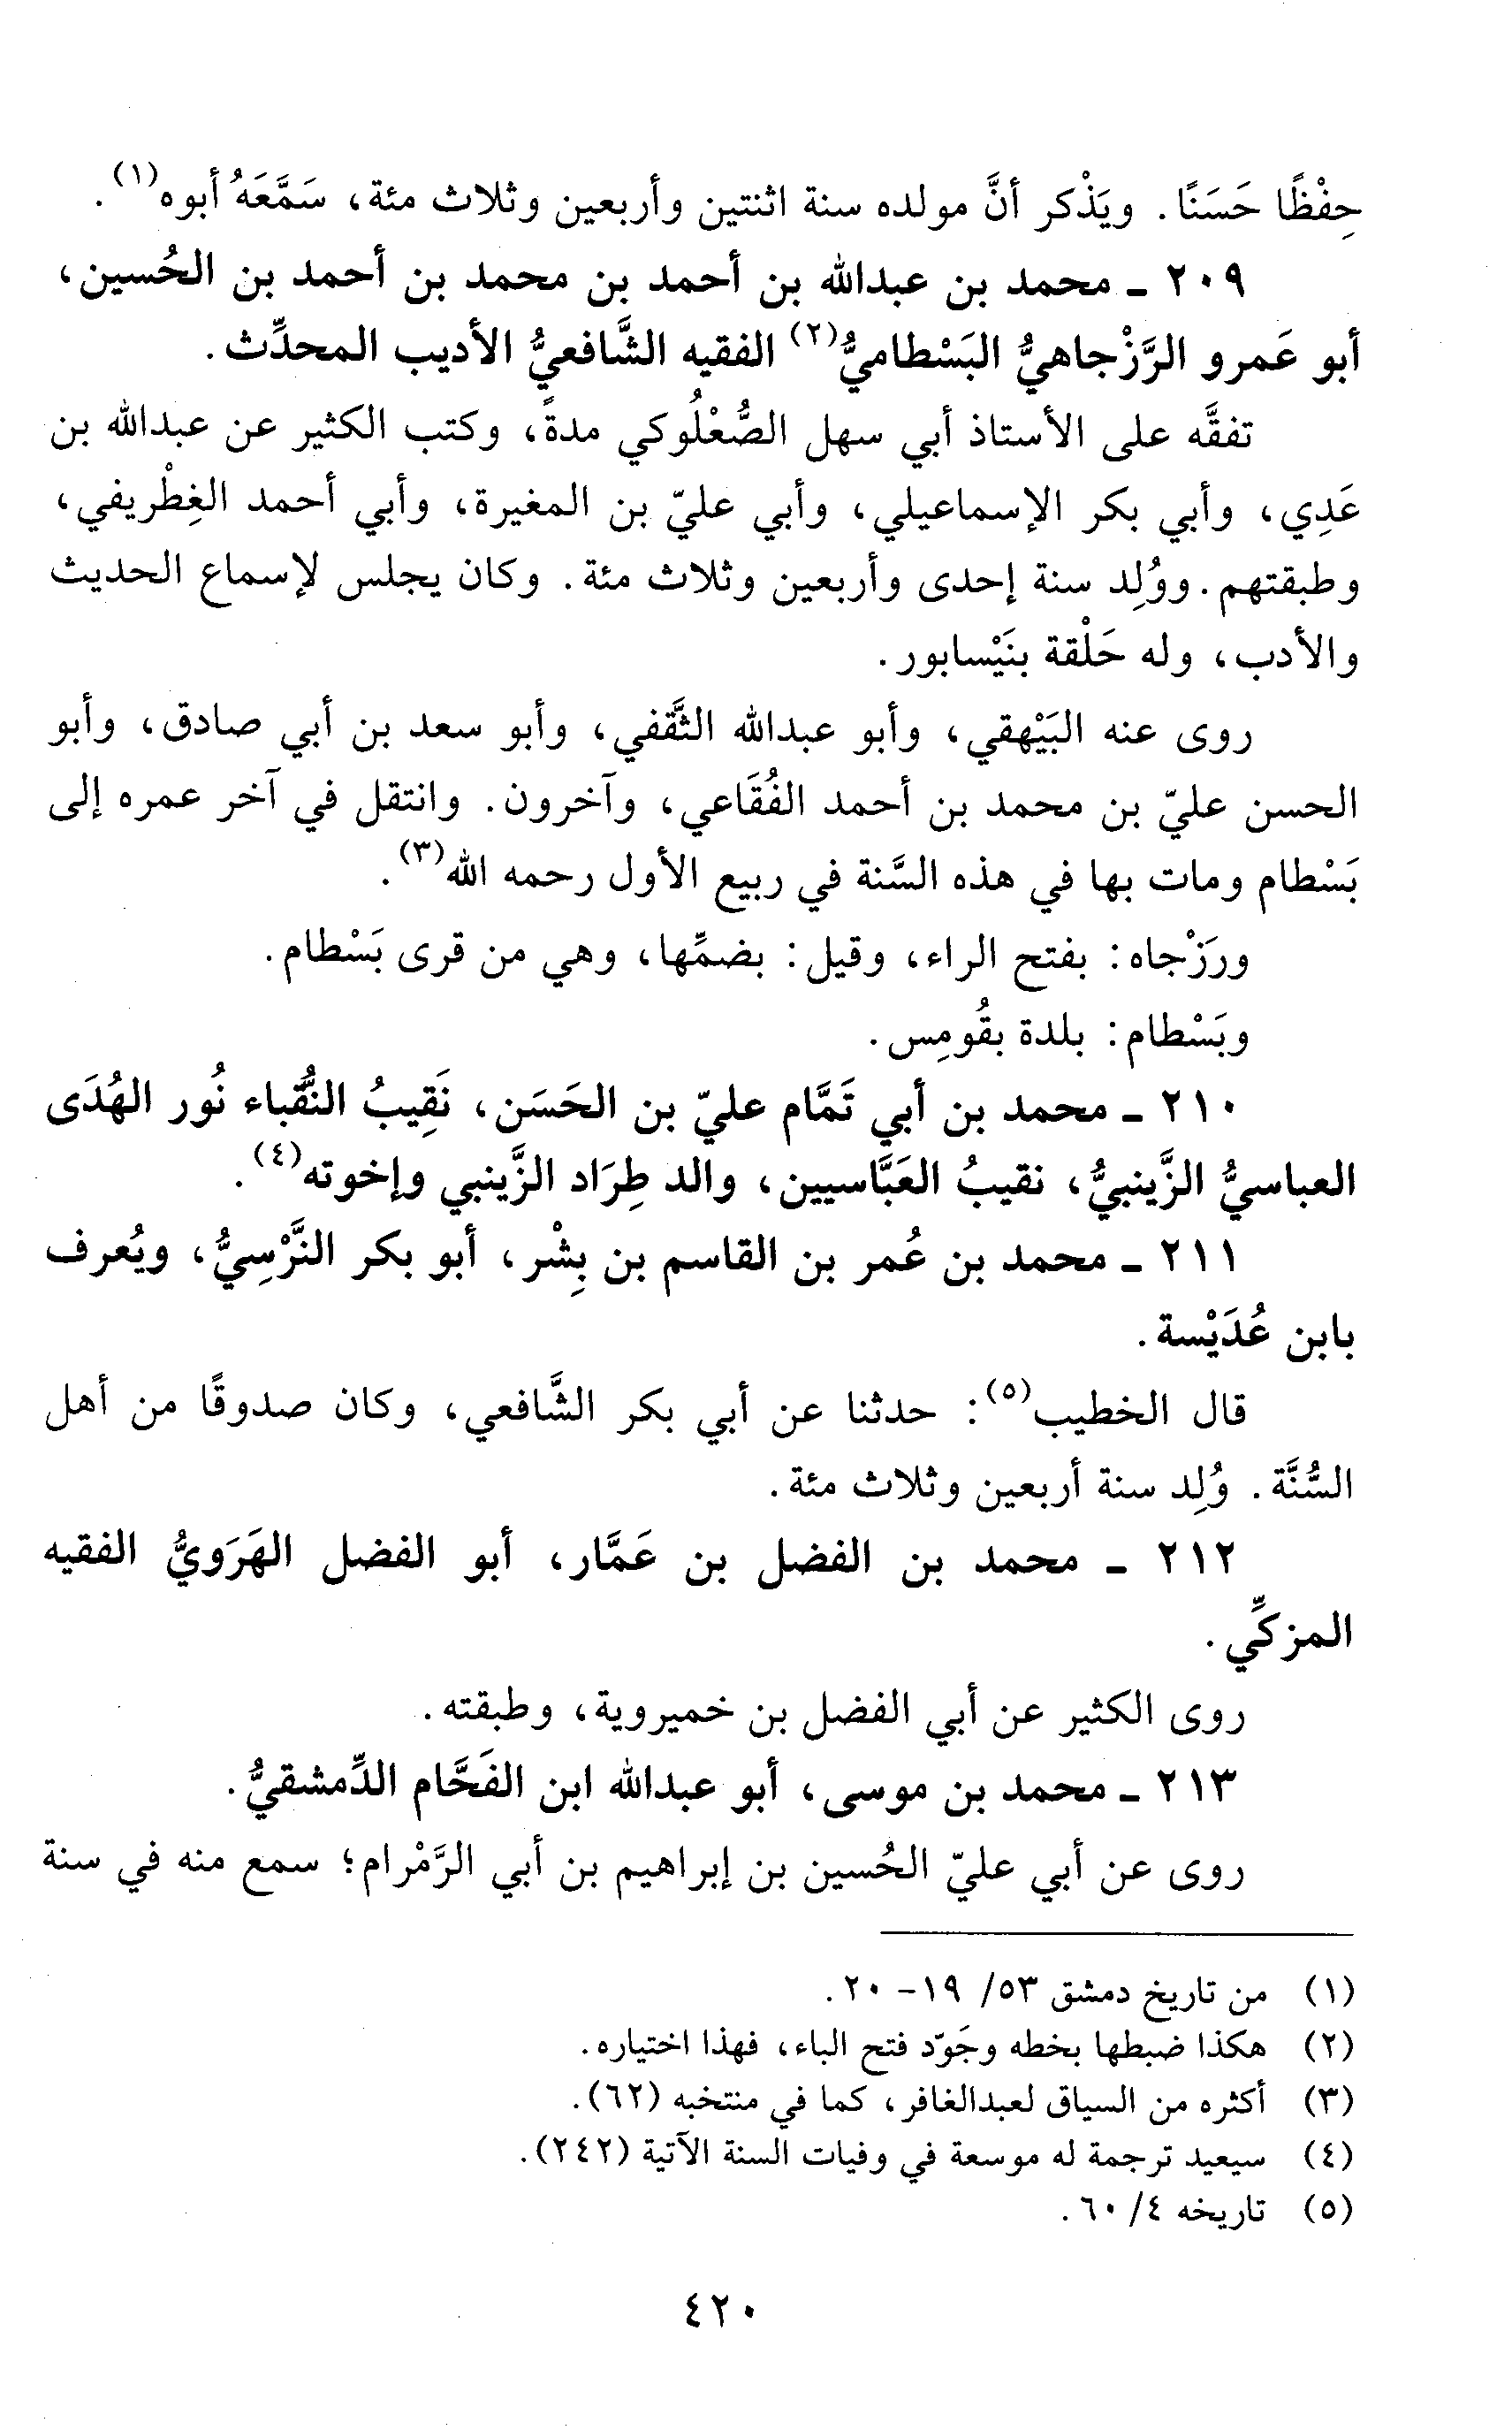 حِفْظًا حَسَنًا. ويَذْكر أنَّ مولده سنة اثنتين وأربعين وثلاث مئة، سَمَّعَهُ أبوه(١).
٢٠٩ ـ محمد بن عبدالله بن أحمد بن محمد بن أحمد بن الحُسين،
أبو عَمرو الرَّزْجاهيُّ البَسْطاميُّ(٢) الفقيه الشَّافعيُّ الأديب المحدِّث.
تفقَّه على الأستاذ أبي سهل الصُّعْلُوكي مدةً، وكتب الكثير عن عبدالله بن
عَدِي، وأبي بكر الإسماعيلي، وأبي عليّ بن المغيرة، وأبي أحمد الغِطْريفي،
وطبقتهم. ووُلِد سنة إحدى وأربعين وثلاث مئة. وكان يجلس لإسماع الحديث
والأدب، وله حَلْقة بنَيْسابور.
روى عنه البَيْهقي، وأبو عبدالله الثَّقفي، وأبو سعد بن أبي صادق، وأبو
الحسن عليّ بن محمد بن أحمد الفُقَاعي، وآخرون. وانتقل في آخر عمره إلى
بَسْطام ومات بها في هذه السَّنة في ربيع الأول رحمه الله(٣).
ورَزْجاه: بفتح الراء، وقيل: بضمِّها، وهي من قرى بَسْطام.
وبَسْطام: بلدة بقُومِس.
٢١٠ ـ محمد بن أبي تَمَّام عليّ بن الحَسَن، نَقِيبُ النُّقباء نُور الهُدَى
العباسيُّ الزَّينبيُّ، نقيبُ العَبَّاسيين، والد طِرَاد الزَّينبي وإخوته(٤).
٢١١ ـ محمد بن عُمر بن القاسم بن بِشْر، أبو بكر النَّرْسِيُّ، ويُعرف
بابن عُدَيْسة.
قال الخطيب(٥): حدثنا عن أبي بكر الشَّافعي، وكان صدوقًا من أهل
السُّنَّة. وُلِد سنة أربعين وثلاث مئة.
٢١٢ ـ محمد بن الفضل بن عَمَّار، أبو الفضل الهَرَويُّ الفقيه
المزكِّي.
روى الكثير عن أبي الفضل بن خميروية، وطبقته.
٢١٣ ـ محمد بن موسى، أبو عبدالله ابن الفَحَّام الدِّمشقيُّ.
روى عن أبي عليّ الحُسين بن إبراهيم بن أبي الرَّمْرام؛ سمع منه في سنة
(١) من تاريخ دمشق ٥٣/ ١٩- ٢٠.
(٢) هكذا ضبطها بخطه وجَوّد فتح الباء، فهذا اختياره.
(٣) أكثره من السياق لعبدالغافر، كما في منتخبه (٦٢).
(٤) سيعيد ترجمة له موسعة في وفيات السنة الآتية (٢٤٢).
(٥) تاريخه ٤/ ٦٠.
٤٢٠